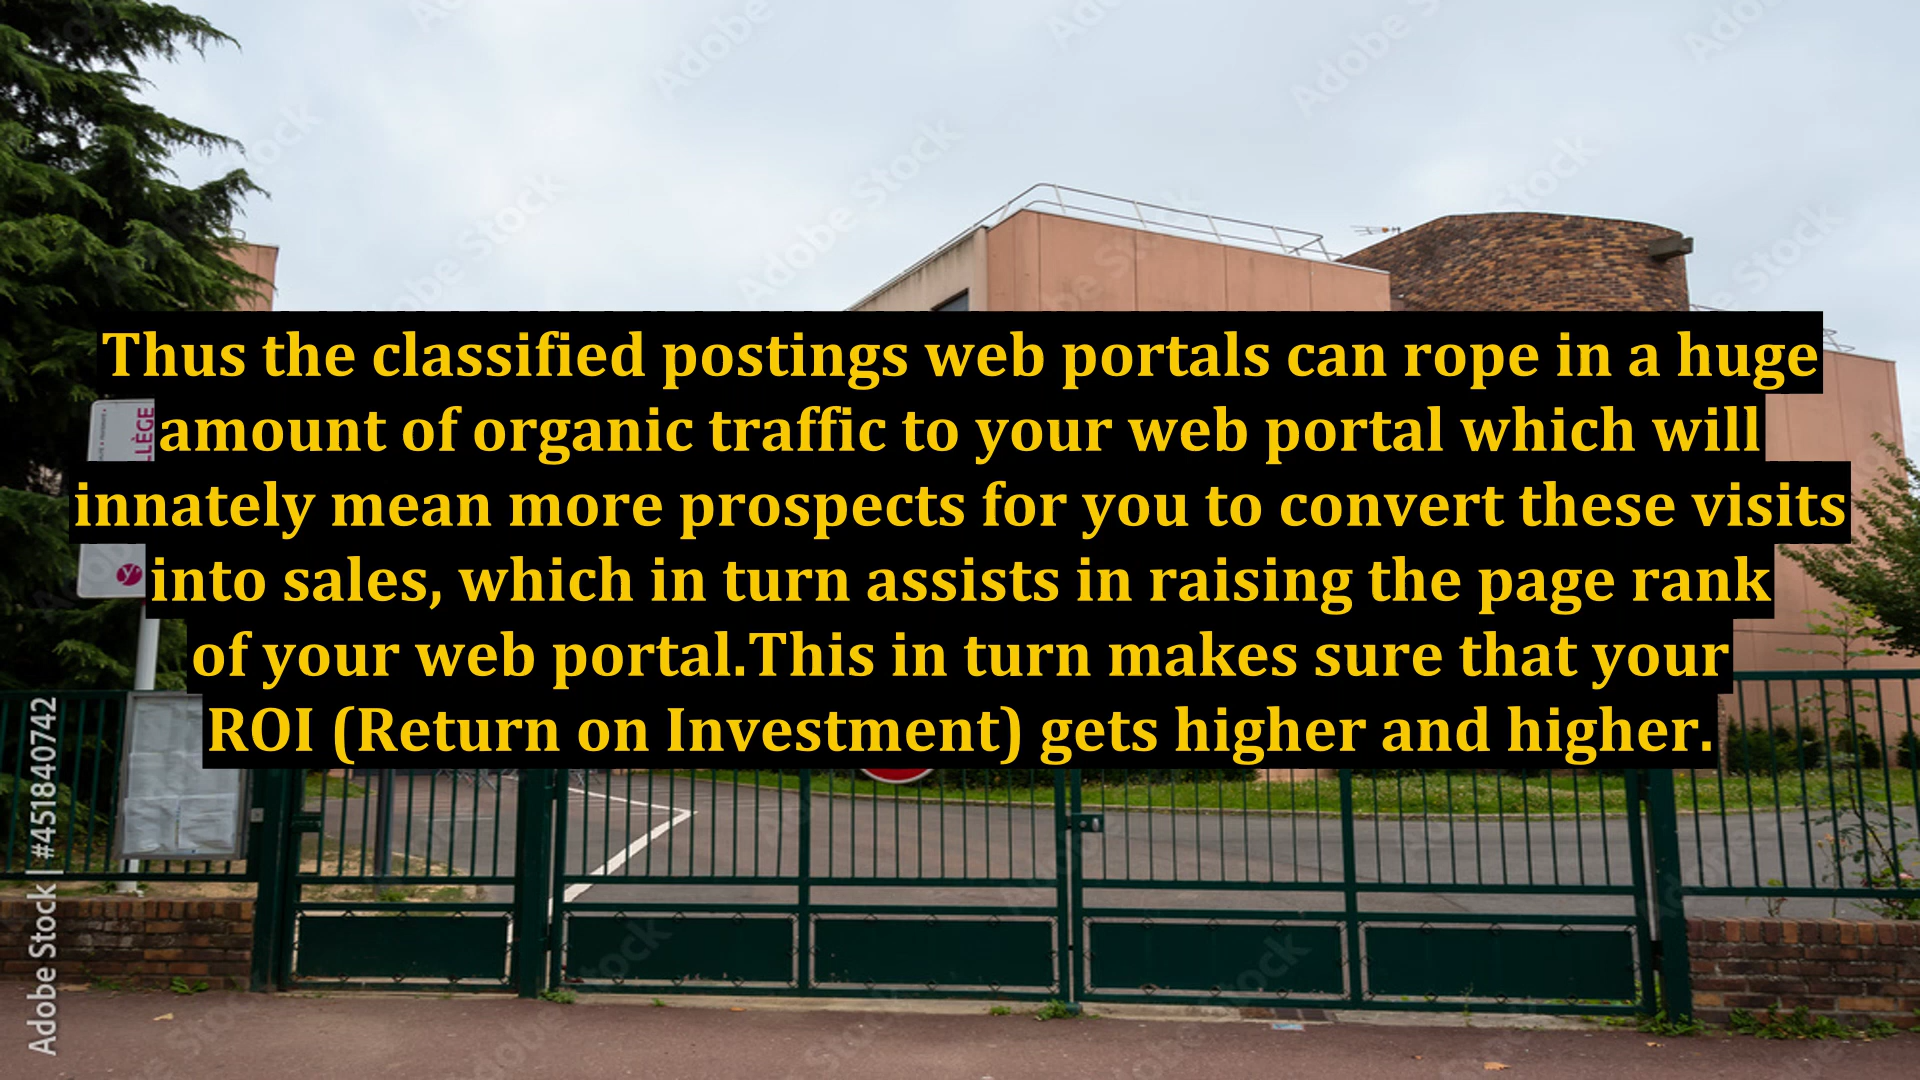 Thus the classified postings web portals can rope in a huge
amount of organic traffic to your web portal which will
innately mean more prospects for you to convert these visits
into sales, which in turn assists in raising the page rank
of your web portal.This in turn makes sure that your
ROI (Return on Investment) gets higher and higher.
LÈGE
Adobe Stock | #451840742
Adobe Stock